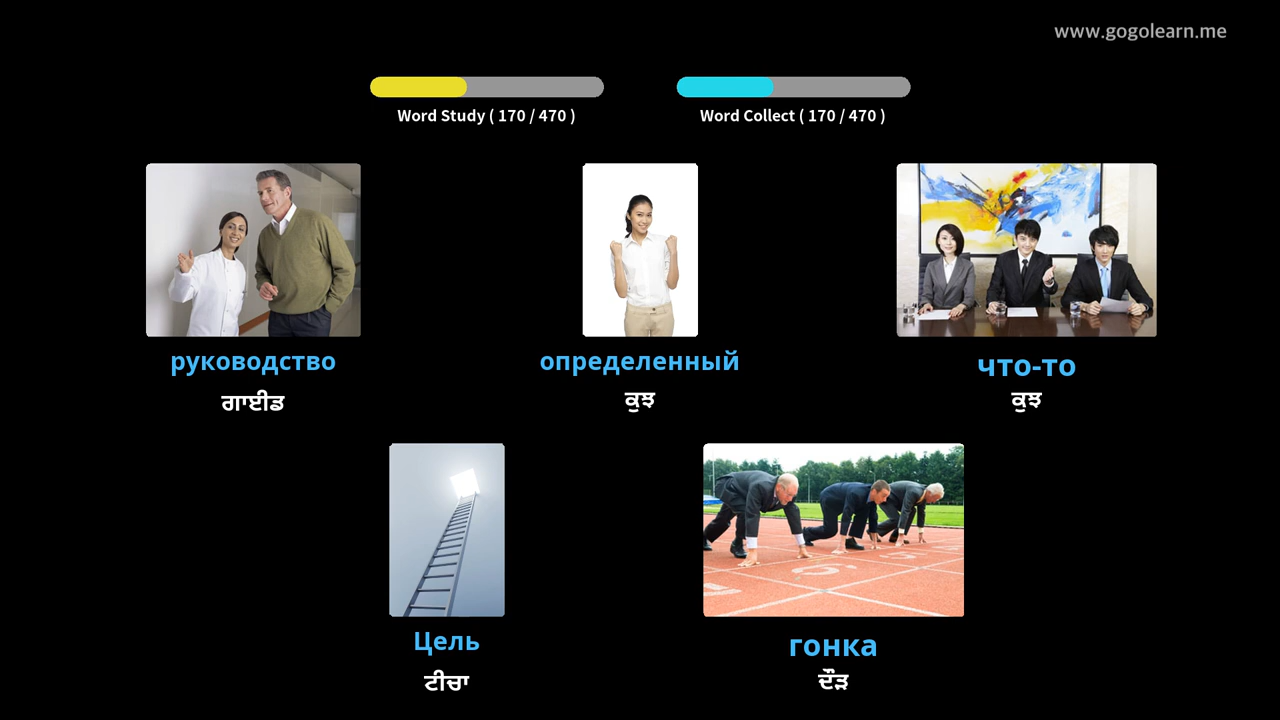 www.gogolearn.me
Word Study ( 170 / 470 )
Word Collect ( 170 / 470 )
руководство
определенный
что-то
ਗਾਈਡ
ਕੁਝ
ਕੁਝ
Цель
гонка
ਟੀਚਾ
ਦੌੜ